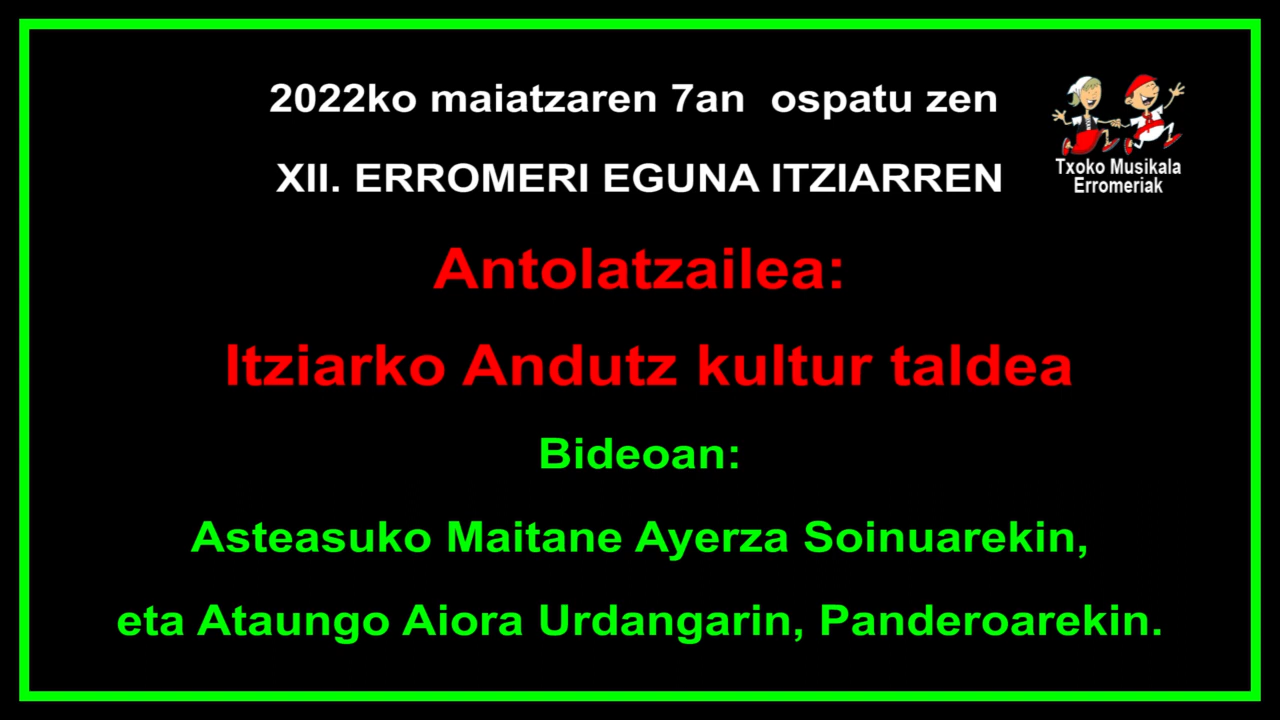 2022ko maiatzaren 7an  ospatu zen
XII. ERROMERI EGUNA ITZIARREN
Txoko Musikala
Erromeriak
Antolatzailea:
Itziarko Andutz kultur taldea
Bideoan:
Asteasuko Maitane Ayerza Soinuarekin,
eta Ataungo Aiora Urdangarin, Panderoarekin.